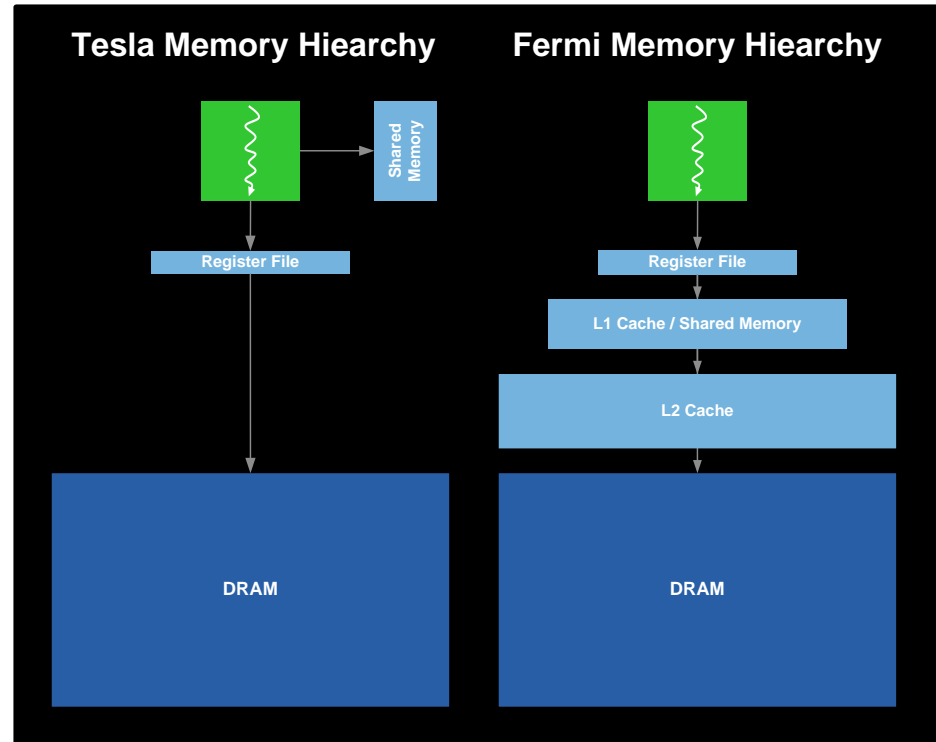 Tesla Memory Hiearchy
Shared
Memory
Register File
DRAM
Fermi Memory Hiearchy
Register File
L1 Cache / Shared Memory
L2 Cache
DRAM